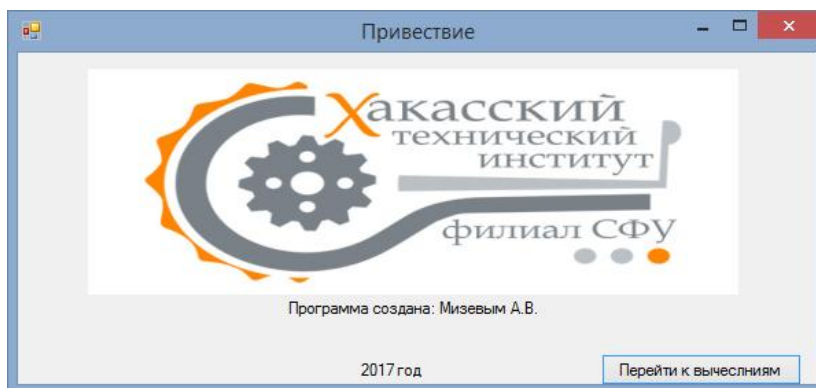 Привествие
Хакасский
технический
институт
филиал СФУ
Программа создана: Мизевым А.В.
2017 год
Перейти к вычеслниям